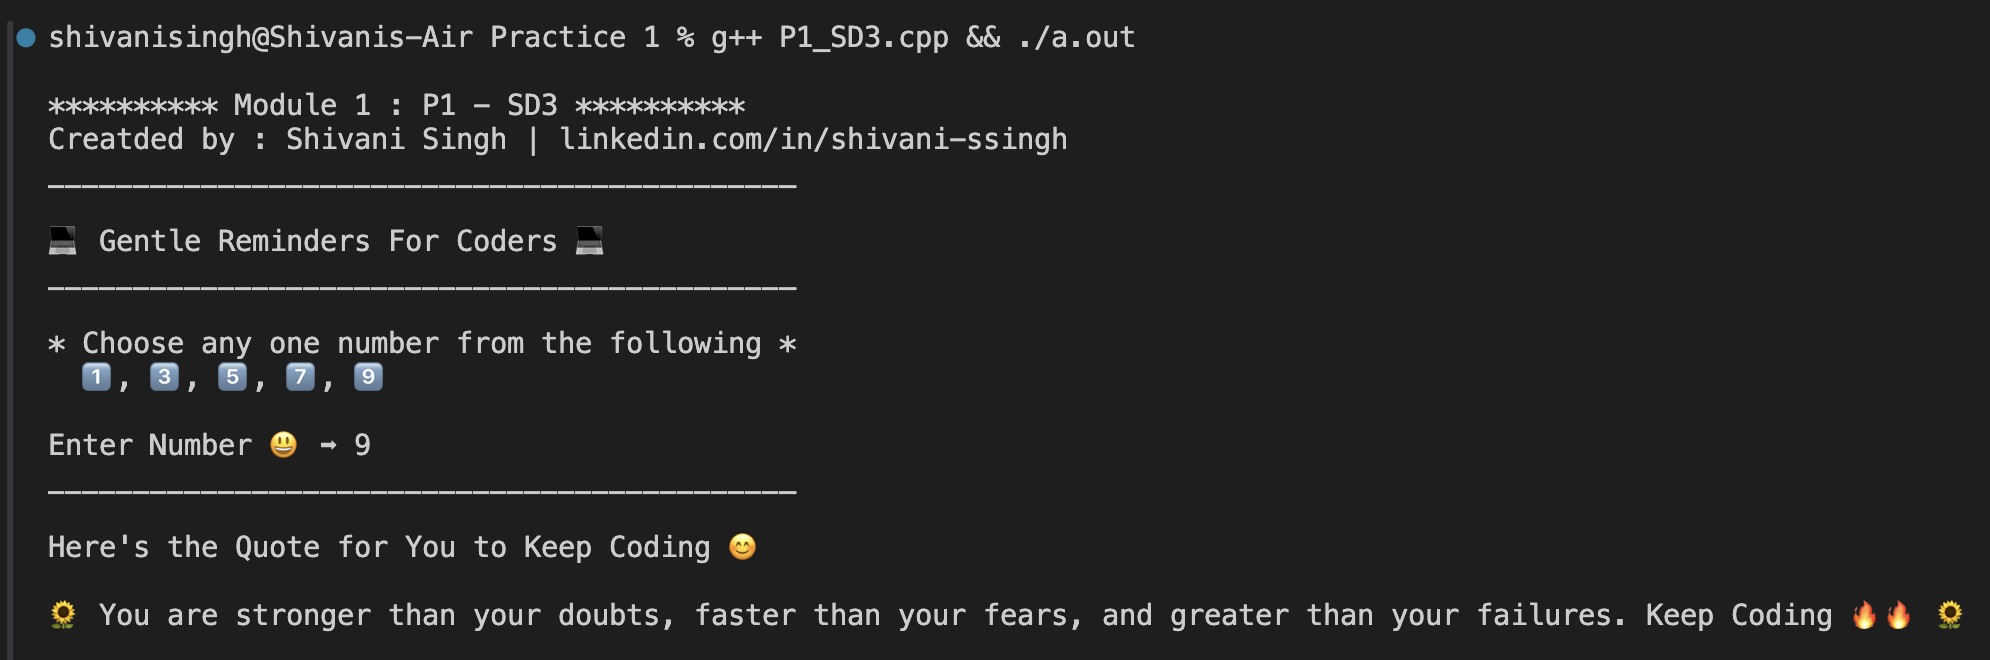 shivanisingh@Shivanis-Air Practice 1 % g++ P1_SD3.cpp && ./a.out
********** Module 1 : P1 - SD3 **********
Creatded by : Shivani Singh | linkedin.com/in/shivani-ssingh
____________________________________________
💻 Gentle Reminders For Coders 💻
____________________________________________
* Choose any one number from the following *
1️⃣, 3️⃣, 5️⃣, 7️⃣, 9️⃣
Enter Number 😃 ➡ 9
____________________________________________
Here's the Quote for You to Keep Coding 😊
🌻 You are stronger than your doubts, faster than your fears, and greater than your failures. Keep Coding 🔥🔥 🌻